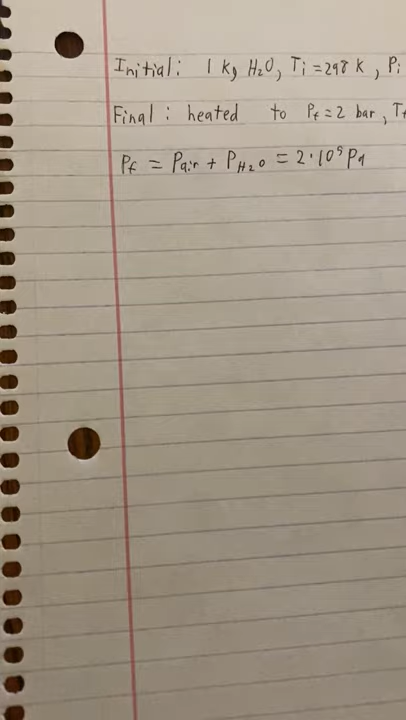 Initial: 1 kg H₂O, Tᵢ = 298 K, Pᵢ
Final: heated to P_f = 2 bar, T_f
P_f = P_air + P_H₂O = 2·10⁵ Pa